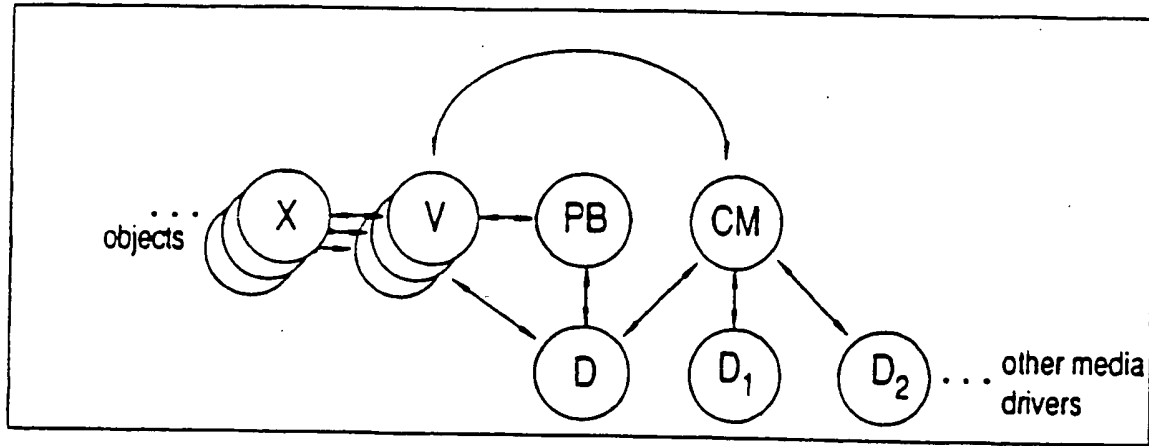 . . .
objects
X
V
PB
CM
D
D₁
D₂
. . . other media
drivers